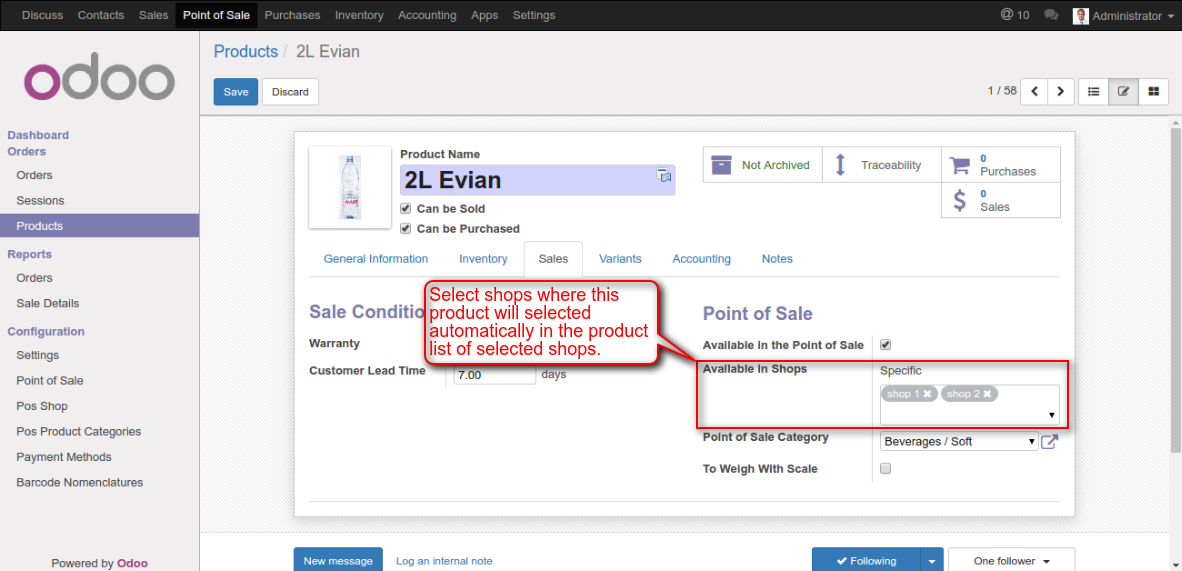 Discuss Contacts Sales Point of Sale Purchases Inventory Accounting Apps Settings @ 10 Administrator
odoo
Products / 2L Evian
Save Discard 1 / 58
Dashboard
Orders
Orders
Sessions
Products
Reports
Orders
Sale Details
Configuration
Settings
Point of Sale
Pos Shop
Pos Product Categories
Payment Methods
Barcode Nomenclatures
Powered by Odoo
evian
Product Name
2L Evian
Can be Sold
Can be Purchased
Not Archived Traceability 0 Purchases
$ 0 Sales
General Information Inventory Sales Variants Accounting Notes
Sale Conditio
Warranty
Customer Lead Time 7.00 days
Select shops where this
product will selected
automatically in the product
list of selected shops.
Point of Sale
Available in the Point of Sale
Available In Shops Specific
shop 1 × shop 2 ×
Point of Sale Category Beverages / Soft
To Weigh With Scale
New message Log an internal note Following One follower